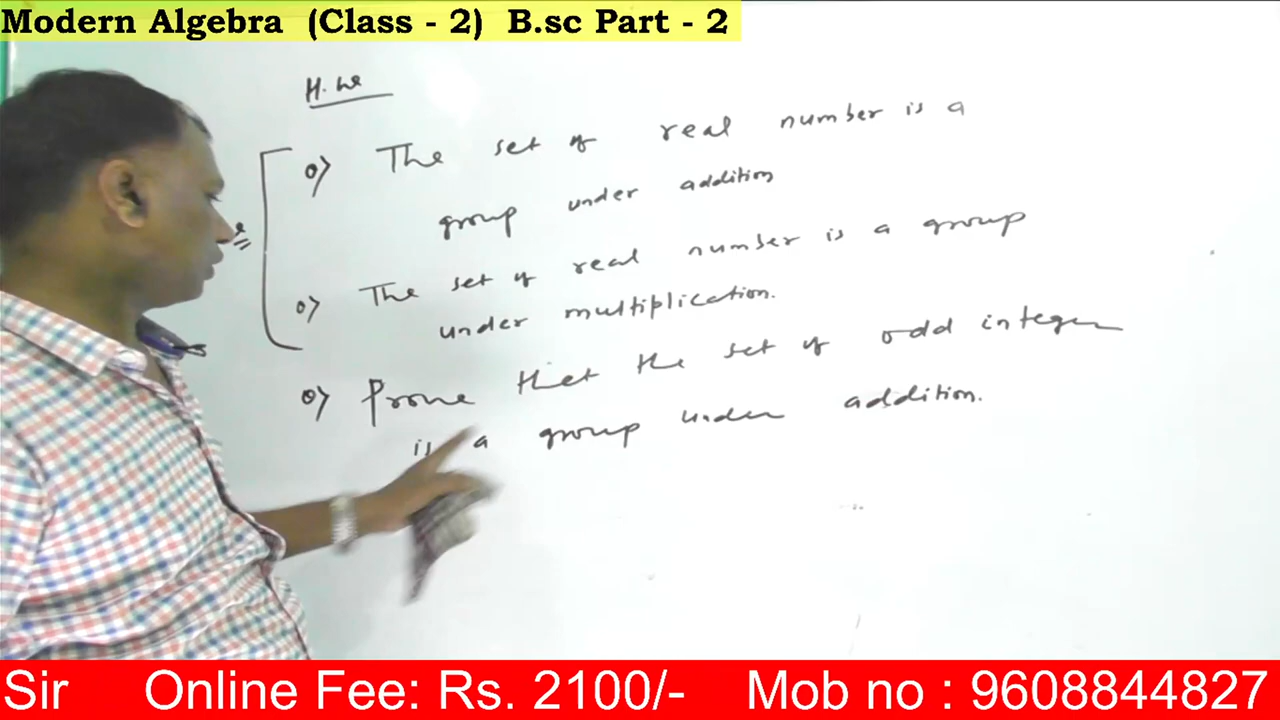 Modern Algebra (Class - 2) B.sc Part - 2
H. W
Q) The set of real number is a
group under addition
Q) The set of real number is a group
under multiplication.
Q) Prove that the set of odd integer
is a group under addition.
Sir Online Fee: Rs. 2100/- Mob no : 9608844827